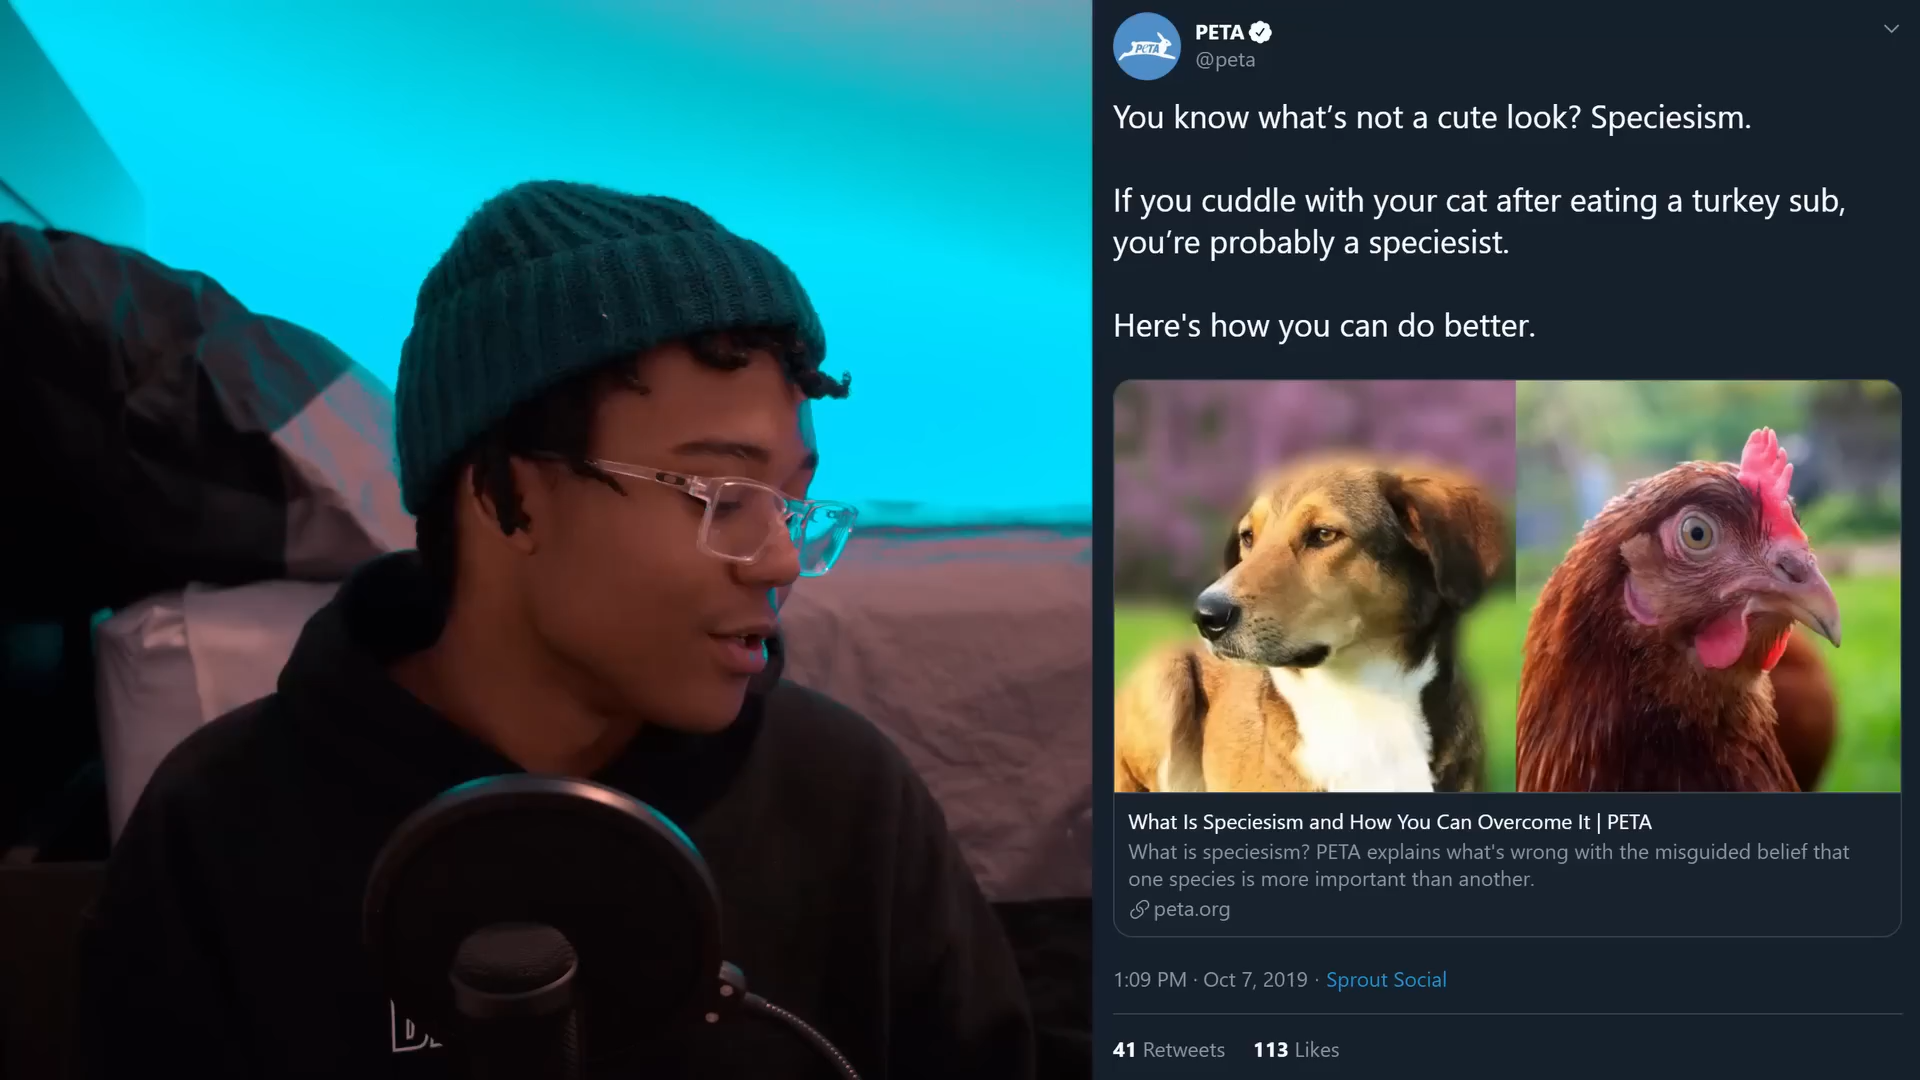 PETA
@peta
You know what’s not a cute look? Speciesism.
If you cuddle with your cat after eating a turkey sub,
you’re probably a speciesist.
Here's how you can do better.
What Is Speciesism and How You Can Overcome It | PETA
What is speciesism? PETA explains what's wrong with the misguided belief that
one species is more important than another.
peta.org
1:09 PM · Oct 7, 2019 · Sprout Social
41 Retweets 113 Likes